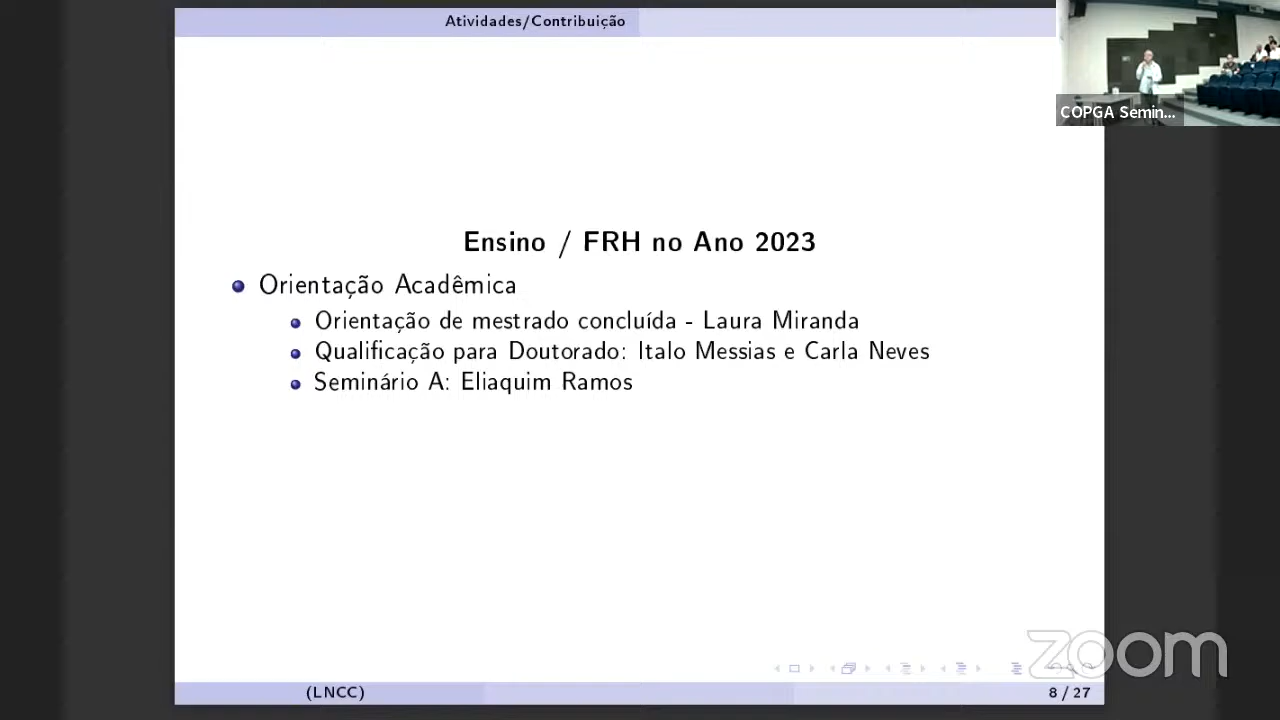 Atividades/Contribuição
COPGA Semin...
Ensino / FRH no Ano 2023
Orientação Acadêmica
Orientação de mestrado concluída - Laura Miranda
Qualificação para Doutorado: Italo Messias e Carla Neves
Seminário A: Eliaquim Ramos
zoom
(LNCC)
8 / 27